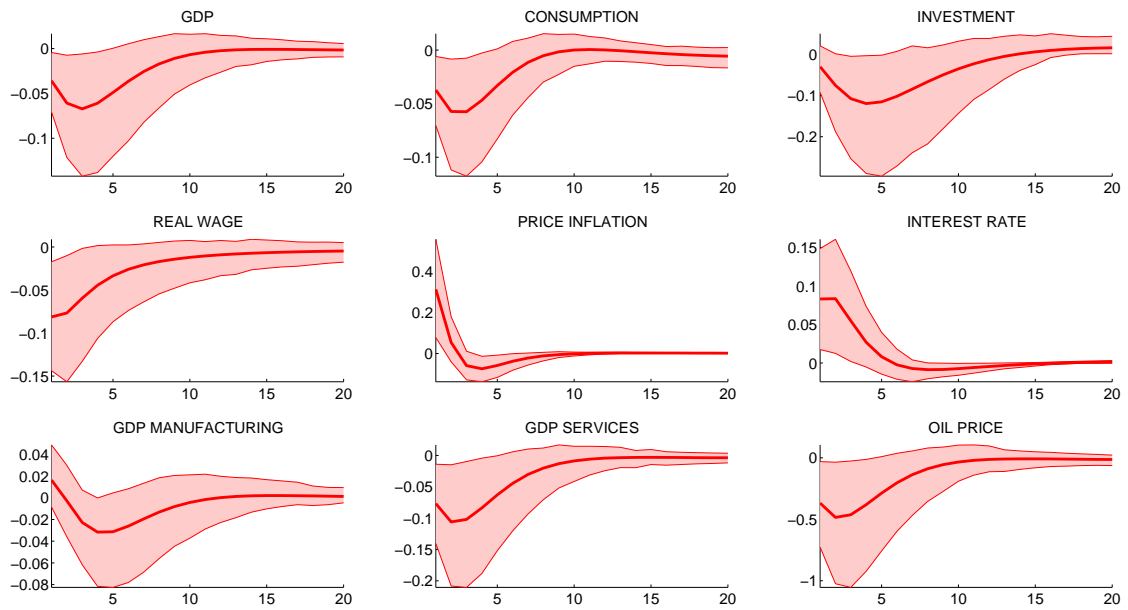 GDP
0
−0.05
−0.1
5 10 15 20
CONSUMPTION
0
−0.05
−0.1
5 10 15 20
INVESTMENT
0.1
0
−0.1
−0.2
5 10 15 20
REAL WAGE
0
−0.05
−0.1
−0.15
5 10 15 20
PRICE INFLATION
0.4
0.2
0
5 10 15 20
INTEREST RATE
0.15
0.1
0.05
0
5 10 15 20
GDP MANUFACTURING
0.04
0.02
0
−0.02
−0.04
−0.06
−0.08
5 10 15 20
GDP SERVICES
0
−0.05
−0.1
−0.15
−0.2
5 10 15 20
OIL PRICE
0
−0.5
−1
5 10 15 20